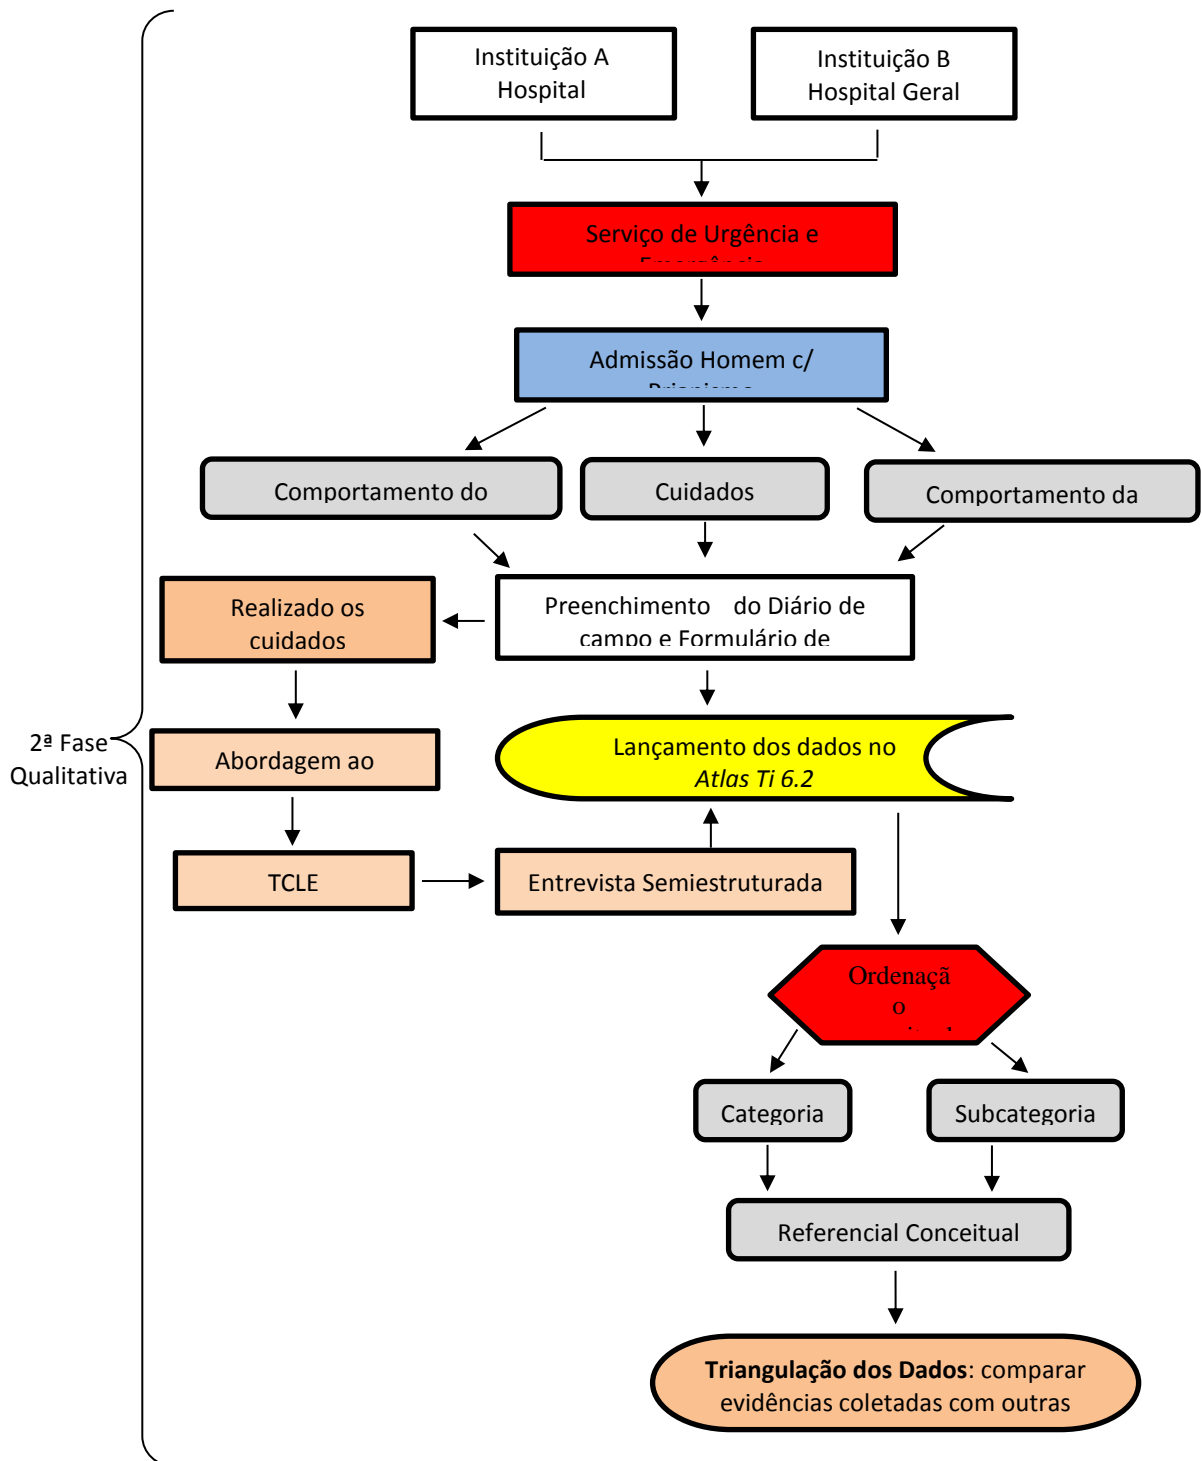 Instituição A
Hospital
Instituição B
Hospital Geral
Serviço de Urgência e
Admissão Homem c/
Comportamento do
Cuidados
Comportamento da
Realizado os
cuidados
Preenchimento do Diário de
campo e Formulário de
2ª Fase
Qualitativa
Abordagem ao
Lançamento dos dados no
Atlas Ti 6.2
TCLE
Entrevista Semiestruturada
Ordenaçã
o
Categoria
Subcategoria
Referencial Conceitual
Triangulação dos Dados: comparar
evidências coletadas com outras